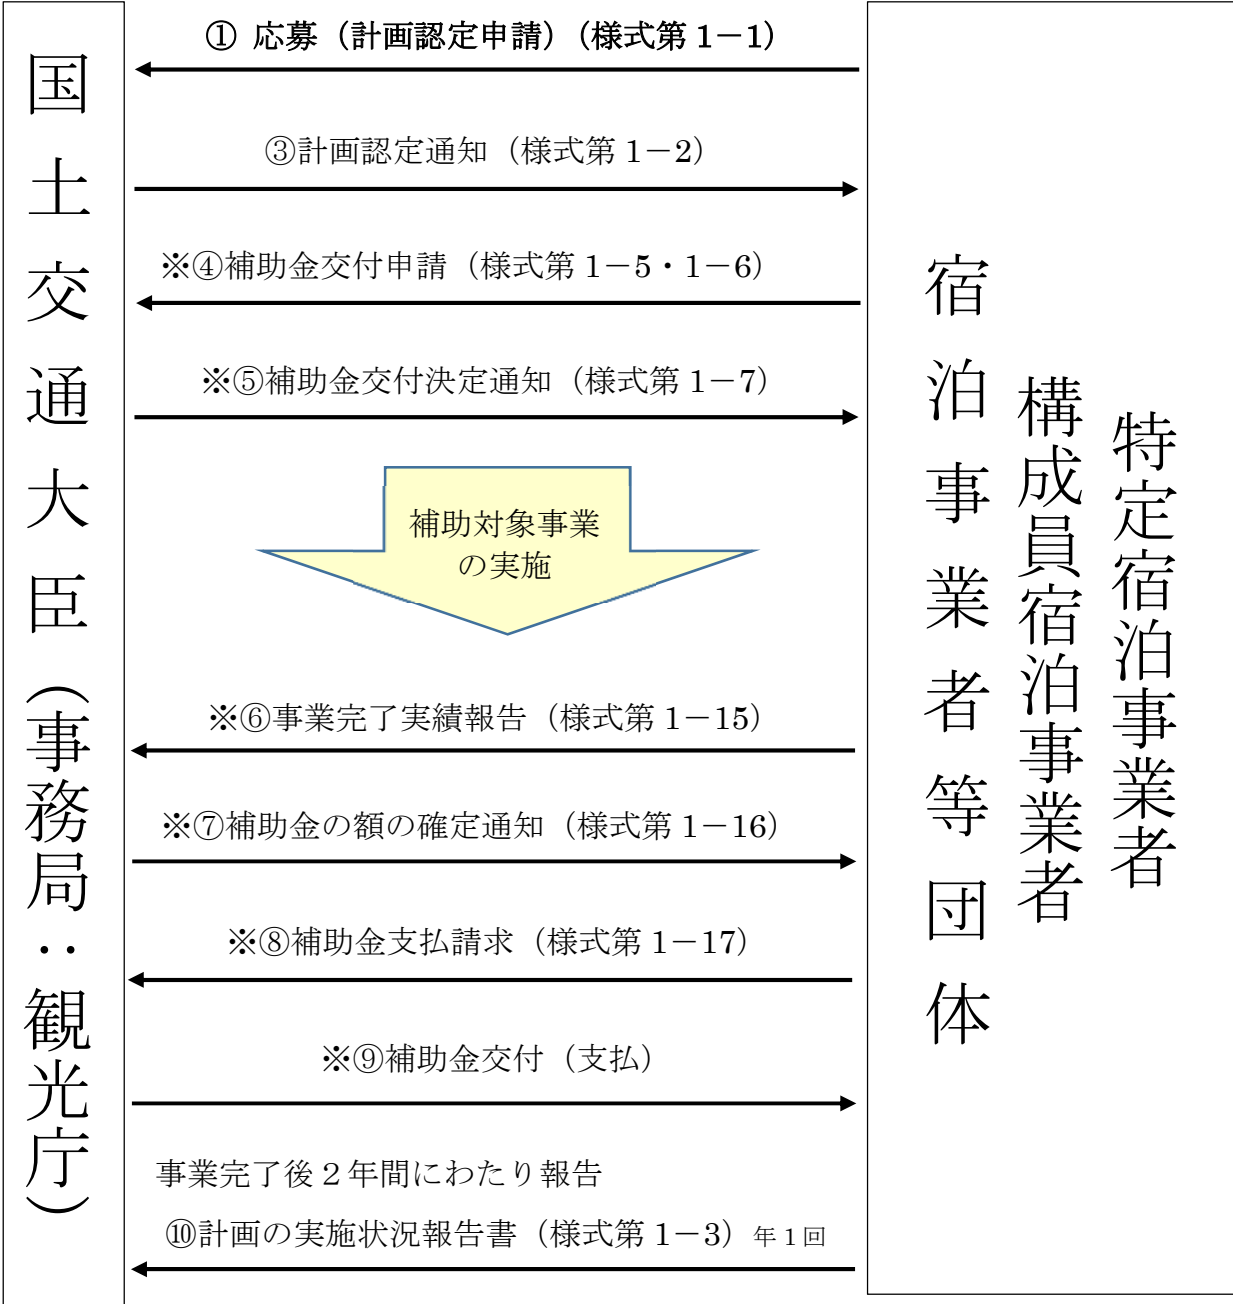 国土交通大臣（事務局：観光庁）
① 応募（計画認定申請）（様式第１－１）
③計画認定通知（様式第１－２）
※④補助金交付申請（様式第１－５・１－６）
※⑤補助金交付決定通知（様式第１－７）
補助対象事業
の実施
※⑥事業完了実績報告（様式第１－１５）
※⑦補助金の額の確定通知（様式第１－１６）
※⑧補助金支払請求（様式第１－１７）
※⑨補助金交付（支払）
事業完了後２年間にわたり報告
⑩計画の実施状況報告書（様式第１－３）年１回
特定宿泊事業者
構成員宿泊事業者
宿泊事業者等団体